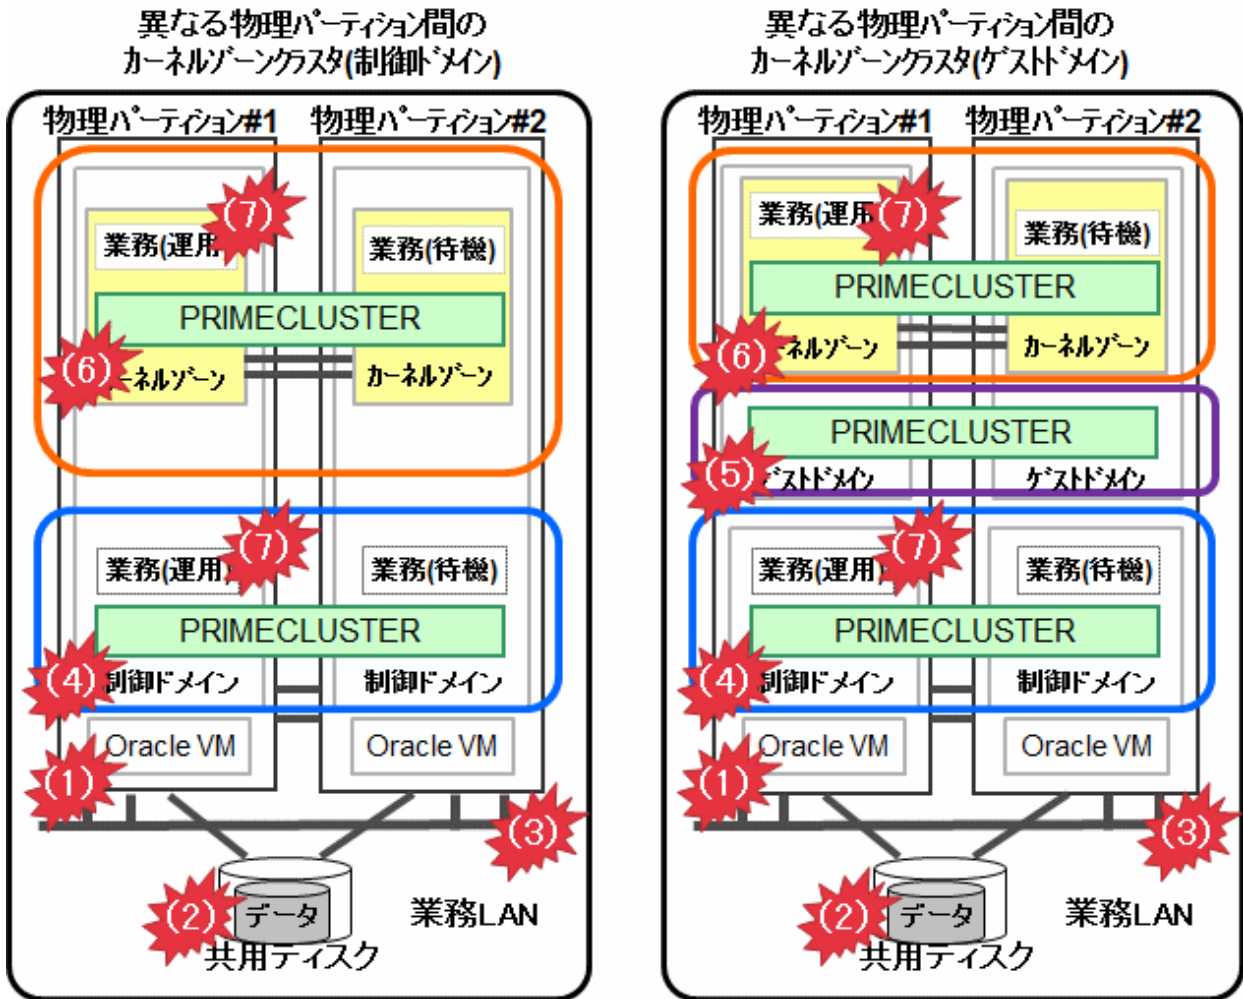 異なる物理パーティション間の
カーネルゾーンクラスタ(制御ドメイン)
物理パーティション#1
物理パーティション#2
(7)
業務(運用
業務(待機)
PRIMECLUSTER
(6)
ーネルゾーン
カーネルゾーン
(7)
業務(運用)
業務(待機)
PRIMECLUSTER
(4)
制御ドメイン
制御ドメイン
Oracle VM
Oracle VM
(1)
(3)
(2)
データ
業務LAN
共用ディスク
異なる物理パーティション間の
カーネルゾーンクラスタ(ゲストドメイン)
物理パーティション#1
物理パーティション#2
(7)
業務(運用
業務(待機)
PRIMECLUSTER
(6)
ーネルゾーン
カーネルゾーン
PRIMECLUSTER
(5)
ゲストドメイン
ゲストドメイン
(7)
業務(運用)
業務(待機)
PRIMECLUSTER
(4)
制御ドメイン
制御ドメイン
Oracle VM
Oracle VM
(1)
(3)
(2)
データ
業務LAN
共用ディスク